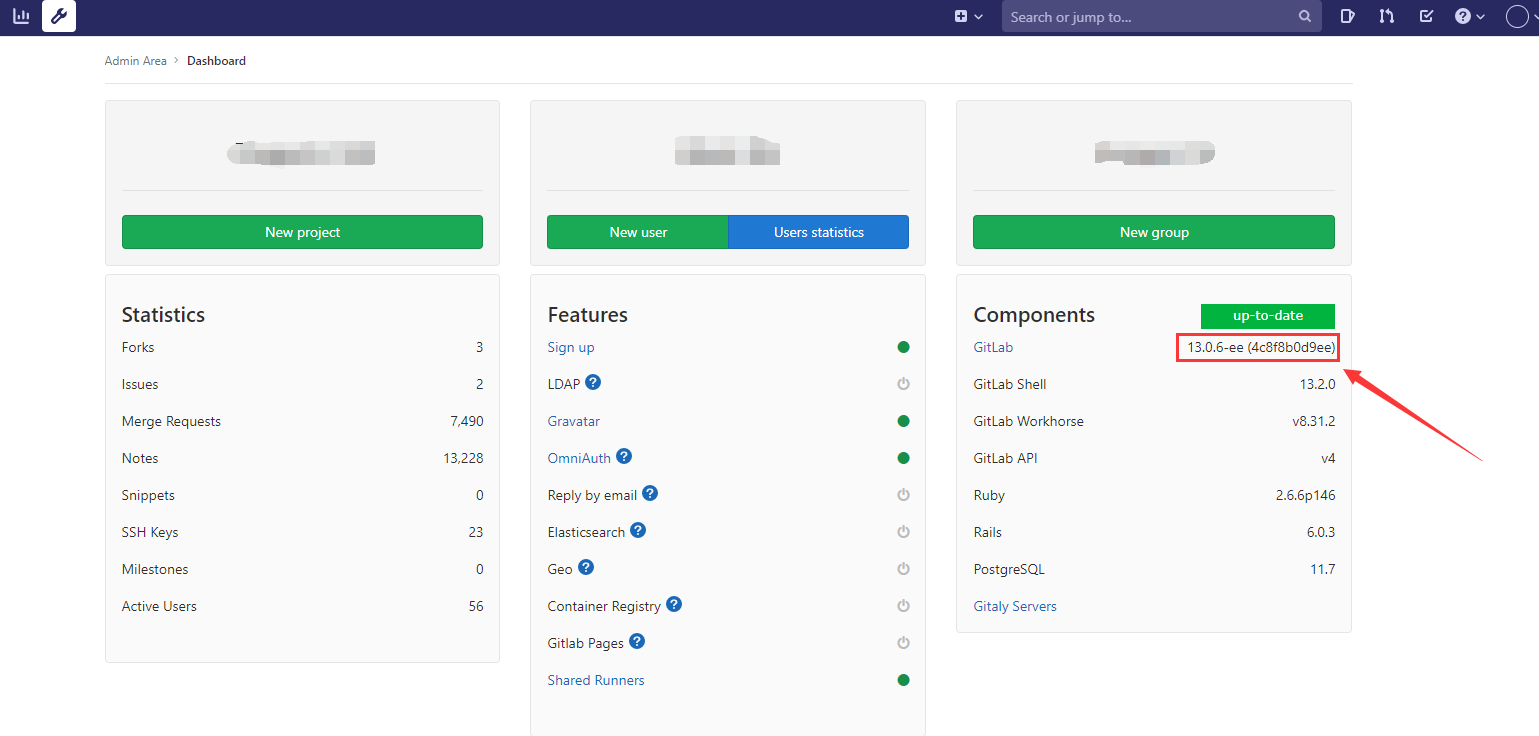 Search or jump to...
Admin Area > Dashboard
New project
New user
Users statistics
New group
Statistics
Forks 3
Issues 2
Merge Requests 7,490
Notes 13,228
Snippets 0
SSH Keys 23
Milestones 0
Active Users 56
Features
Sign up
LDAP ?
Gravatar
OmniAuth ?
Reply by email ?
Elasticsearch ?
Geo ?
Container Registry ?
Gitlab Pages ?
Shared Runners
Components up-to-date
GitLab 13.0.6-ee (4c8f8b0d9ee)
GitLab Shell 13.2.0
GitLab Workhorse v8.31.2
GitLab API v4
Ruby 2.6.6p146
Rails 6.0.3
PostgreSQL 11.7
Gitaly Servers